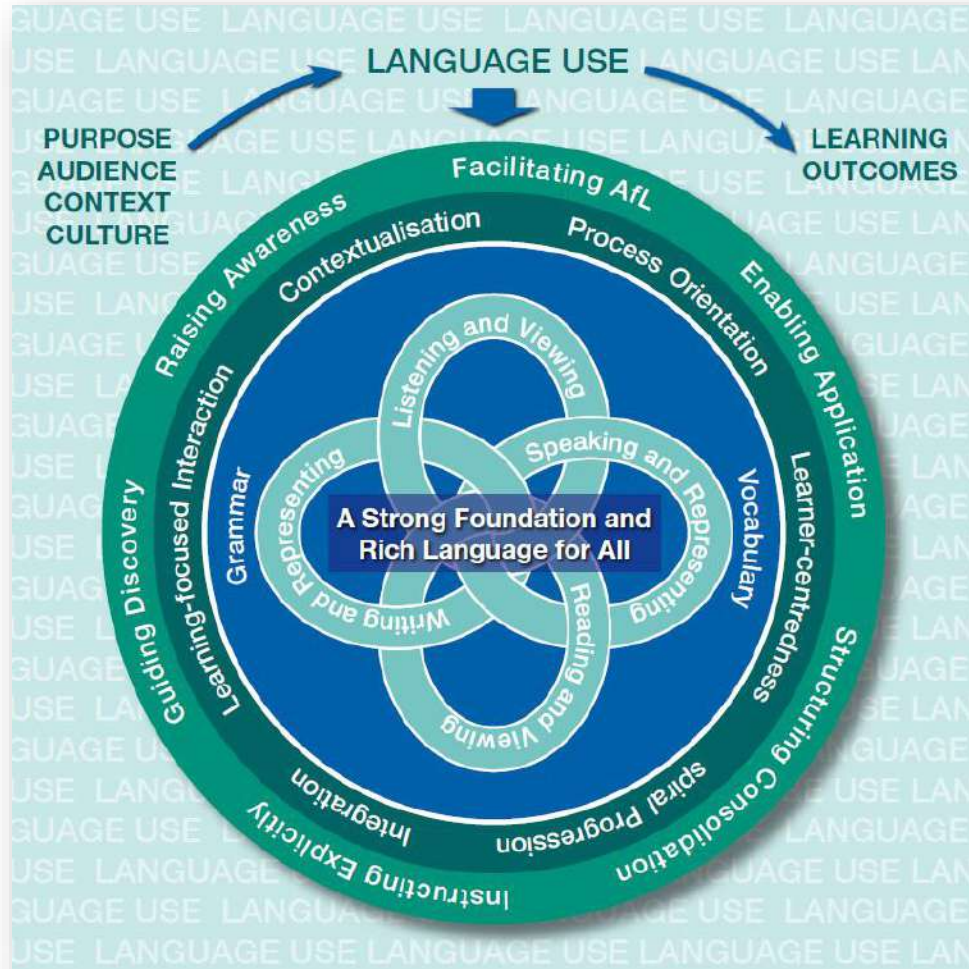 LANGUAGE USE
PURPOSE
AUDIENCE
CONTEXT
CULTURE
LEARNING
OUTCOMES
Facilitating AfL
Enabling Application
Structuring Consolidation
Instructing Explicitly
Guiding Discovery
Raising Awareness
Contextualisation
Process Orientation
Learner-centredness
spiral Progression
Integration
Learning-focused Interaction
Grammar
Vocabulary
Listening and Viewing
Speaking and Representing
Reading and Viewing
Writing and Representing
A Strong Foundation and
Rich Language for All